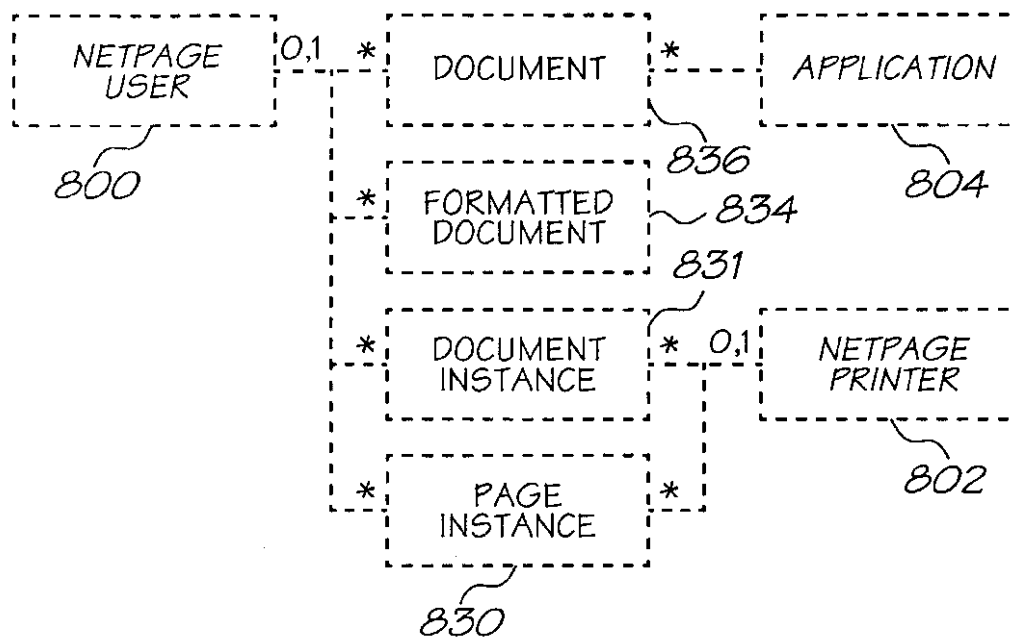 NETPAGE
USER
0,1
*
DOCUMENT
*
APPLICATION
800
836
804
*
FORMATTED
DOCUMENT
834
831
*
DOCUMENT
INSTANCE
*
0,1
NETPAGE
PRINTER
802
*
PAGE
INSTANCE
*
830